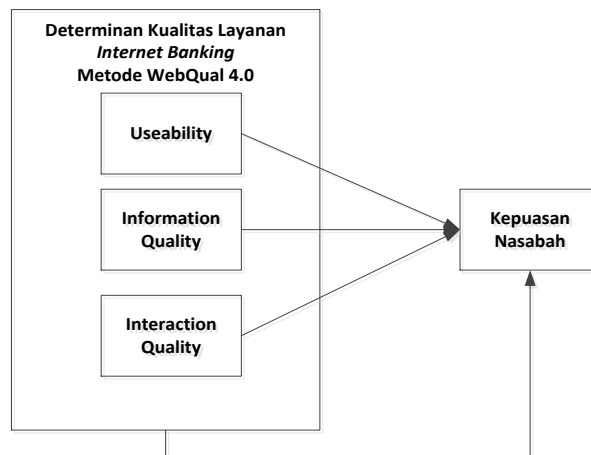 Determinan Kualitas Layanan
Internet Banking
Metode WebQual 4.0
Useability
Information
Quality
Interaction
Quality
Kepuasan
Nasabah